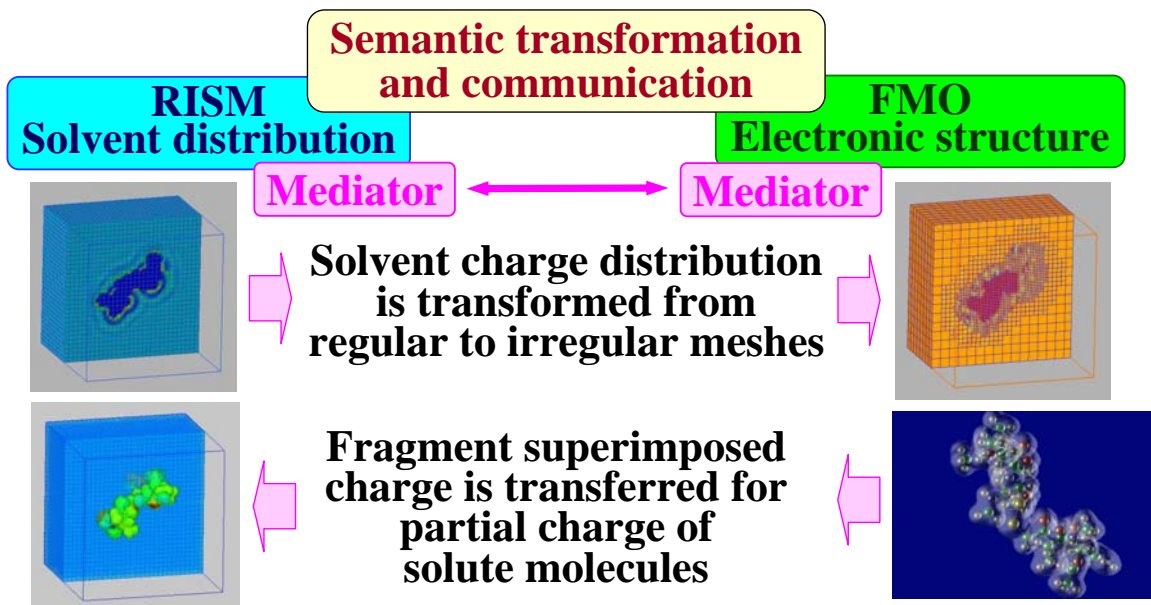 Semantic transformation
and communication
RISM
Solvent distribution
FMO
Electronic structure
Mediator
Mediator
Solvent charge distribution
is transformed from
regular to irregular meshes
Fragment superimposed
charge is transferred for
partial charge of
solute molecules